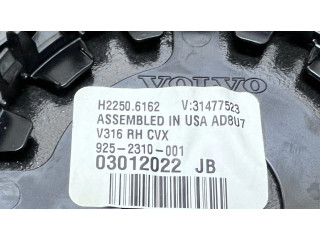 VOLVO
H2250.6162 V:31477523
ASSEMBLED IN USA AD8U7
V316 RH CVX
925-2310-001
03012022 JB